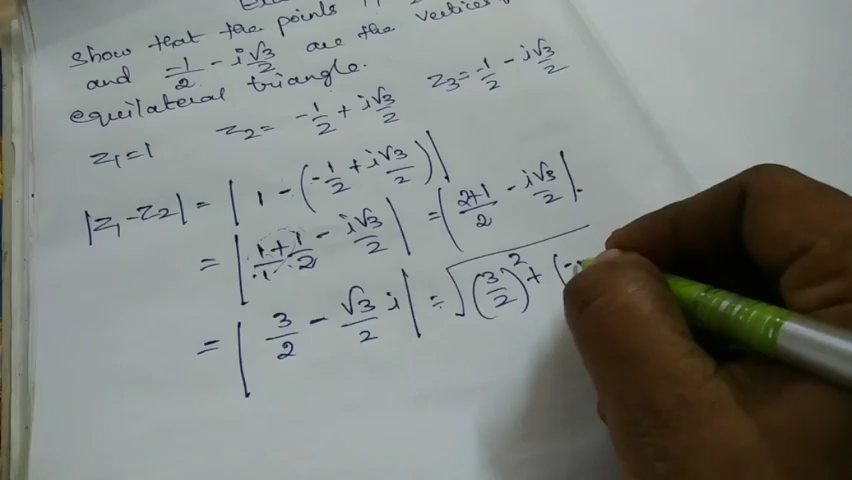 show that the points
and -1/2 - i√3/2 are the vertices
equilateral triangle.
z₁=1 z₂= -1/2 + i√3/2 z3= -1/2 - i√3/2
|z₁-z₂| = | 1 - (-1/2 + i√3/2) |
= | 1/1 + 1/2 - i√3/2 | = ( 2+1/2 - i√3/2 |.
= | 3/2 - √3/2 i | = √(3/2)² + (-